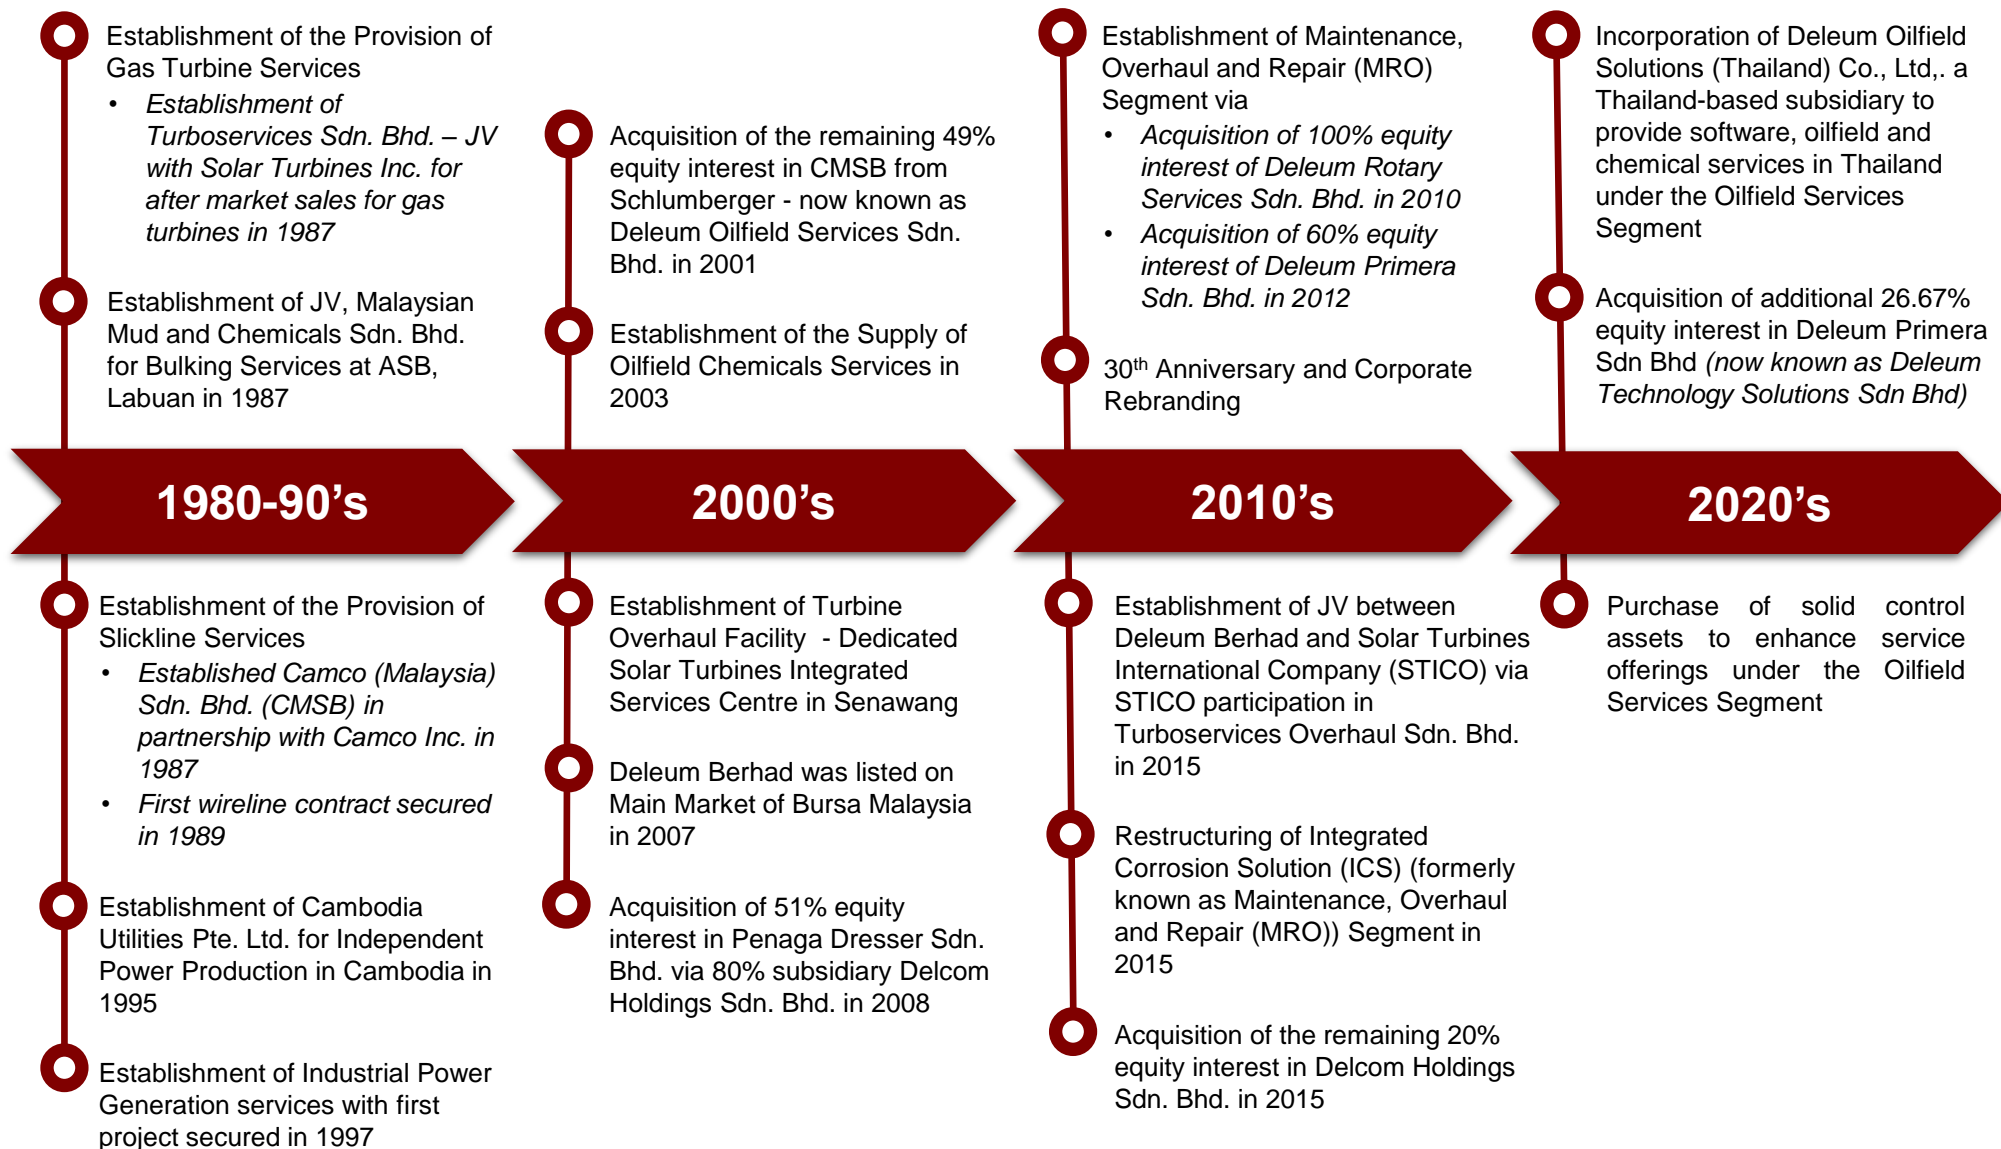 Establishment of the Provision of
Gas Turbine Services
• Establishment of
Turboservices Sdn. Bhd. – JV
with Solar Turbines Inc. for
after market sales for gas
turbines in 1987
Establishment of JV, Malaysian
Mud and Chemicals Sdn. Bhd.
for Bulking Services at ASB,
Labuan in 1987
1980-90’s
Establishment of the Provision of
Slickline Services
• Established Camco (Malaysia)
Sdn. Bhd. (CMSB) in
partnership with Camco Inc. in
1987
• First wireline contract secured
in 1989
Establishment of Cambodia
Utilities Pte. Ltd. for Independent
Power Production in Cambodia in
1995
Establishment of Industrial Power
Generation services with first
project secured in 1997
Acquisition of the remaining 49%
equity interest in CMSB from
Schlumberger - now known as
Deleum Oilfield Services Sdn.
Bhd. in 2001
Establishment of the Supply of
Oilfield Chemicals Services in
2003
2000’s
Establishment of Turbine
Overhaul Facility - Dedicated
Solar Turbines Integrated
Services Centre in Senawang
Deleum Berhad was listed on
Main Market of Bursa Malaysia
in 2007
Acquisition of 51% equity
interest in Penaga Dresser Sdn.
Bhd. via 80% subsidiary Delcom
Holdings Sdn. Bhd. in 2008
Establishment of Maintenance,
Overhaul and Repair (MRO)
Segment via
• Acquisition of 100% equity
interest of Deleum Rotary
Services Sdn. Bhd. in 2010
• Acquisition of 60% equity
interest of Deleum Primera
Sdn. Bhd. in 2012
30th Anniversary and Corporate
Rebranding
2010’s
Establishment of JV between
Deleum Berhad and Solar Turbines
International Company (STICO) via
STICO participation in
Turboservices Overhaul Sdn. Bhd.
in 2015
Restructuring of Integrated
Corrosion Solution (ICS) (formerly
known as Maintenance, Overhaul
and Repair (MRO)) Segment in
2015
Acquisition of the remaining 20%
equity interest in Delcom Holdings
Sdn. Bhd. in 2015
Incorporation of Deleum Oilfield
Solutions (Thailand) Co., Ltd,. a
Thailand-based subsidiary to
provide software, oilfield and
chemical services in Thailand
under the Oilfield Services
Segment
Acquisition of additional 26.67%
equity interest in Deleum Primera
Sdn Bhd (now known as Deleum
Technology Solutions Sdn Bhd)
2020’s
Purchase of solid control
assets to enhance service
offerings under the Oilfield
Services Segment